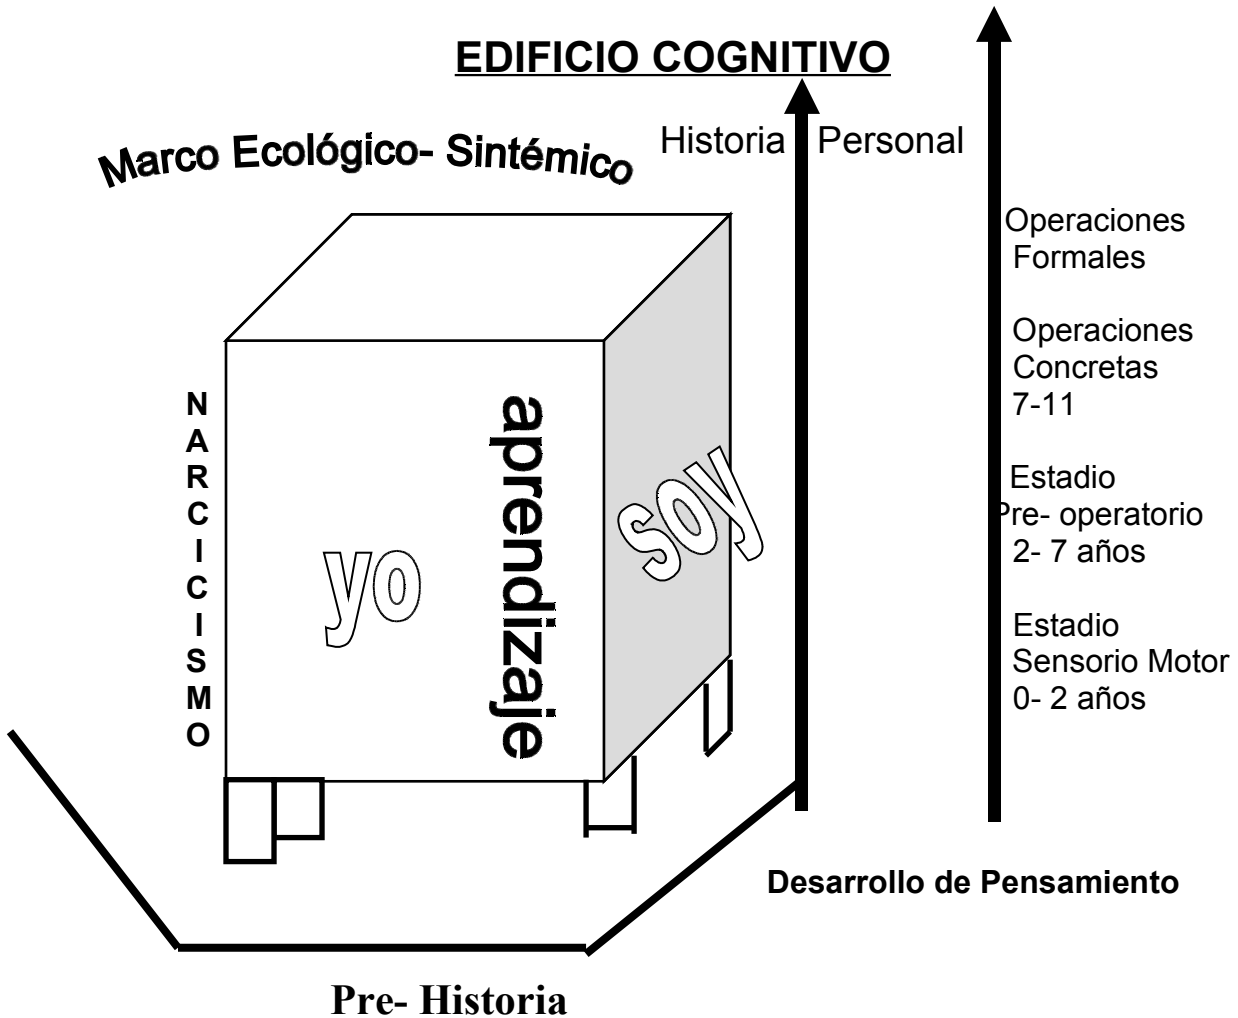 EDIFICIO COGNITIVO
Marco Ecológico- Sintémico
Historia Personal
Operaciones
Formales
Operaciones
Concretas
7-11
Estadio
Pre- operatorio
2- 7 años
Estadio
Sensorio Motor
0- 2 años
NARCICISMO
yo
aprendizaje
soy
Desarrollo de Pensamiento
Pre- Historia